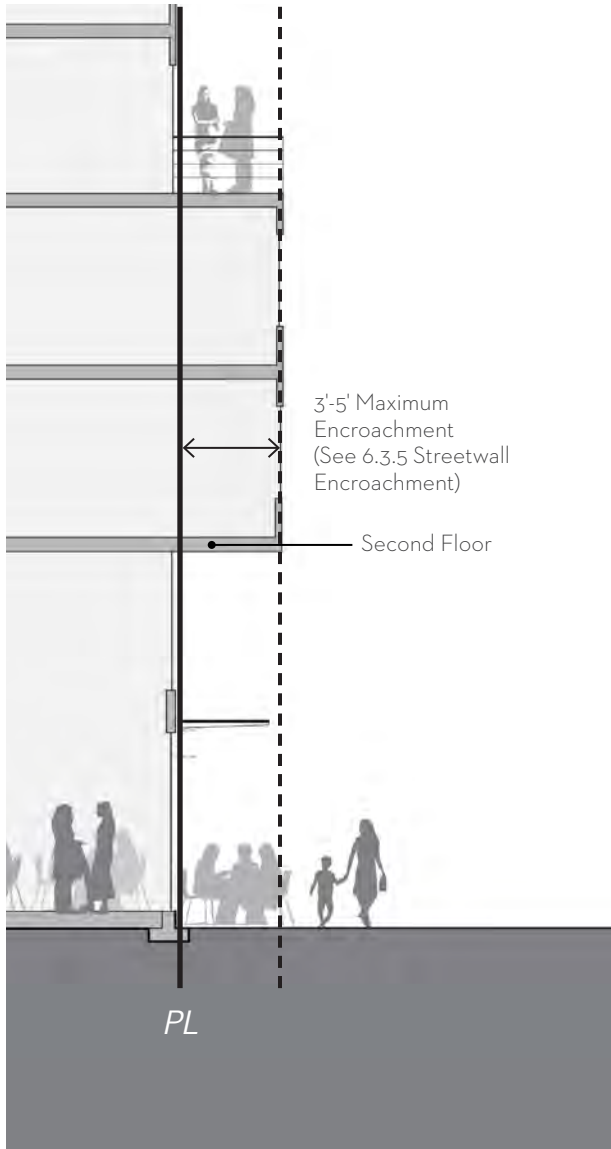 3'-5' Maximum
Encroachment
(See 6.3.5 Streetwall
Encroachment)
Second Floor
PL